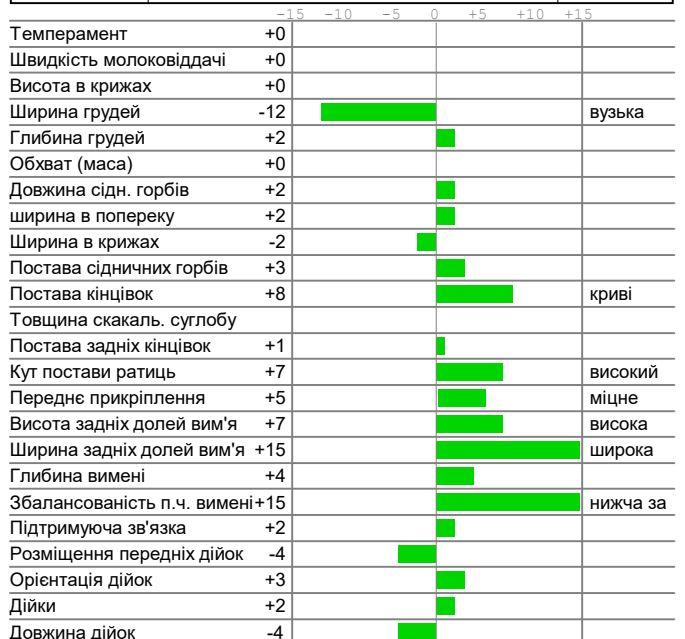 -15 -10 -5 0 +5 +10 +15
Темперамент +0
Швидкість молоковіддачі +0
Висота в крижах +0
Ширина грудей -12 вузька
Глибина грудей +2
Обхват (маса) +0
Довжина сідн. горбів +2
ширина в попереку +2
Ширина в крижах -2
Постава сідничних горбів +3
Постава кінцівок +8 криві
Товщина скакаль. суглобу
Постава задніх кінцівок +1
Кут постави ратиць +7 високий
Переднє прикріплення +5 міцне
Висота задніх долей вим'я +7 висока
Ширина задніх долей вим'я +15 широка
Глибина вимені +4
Збалансованість п.ч. вимені+15 нижча за
Підтримуюча зв'язка +2
Розміщення передніх дійок -4
Орієнтація дійок +3
Дійки +2
Довжина дійок -4